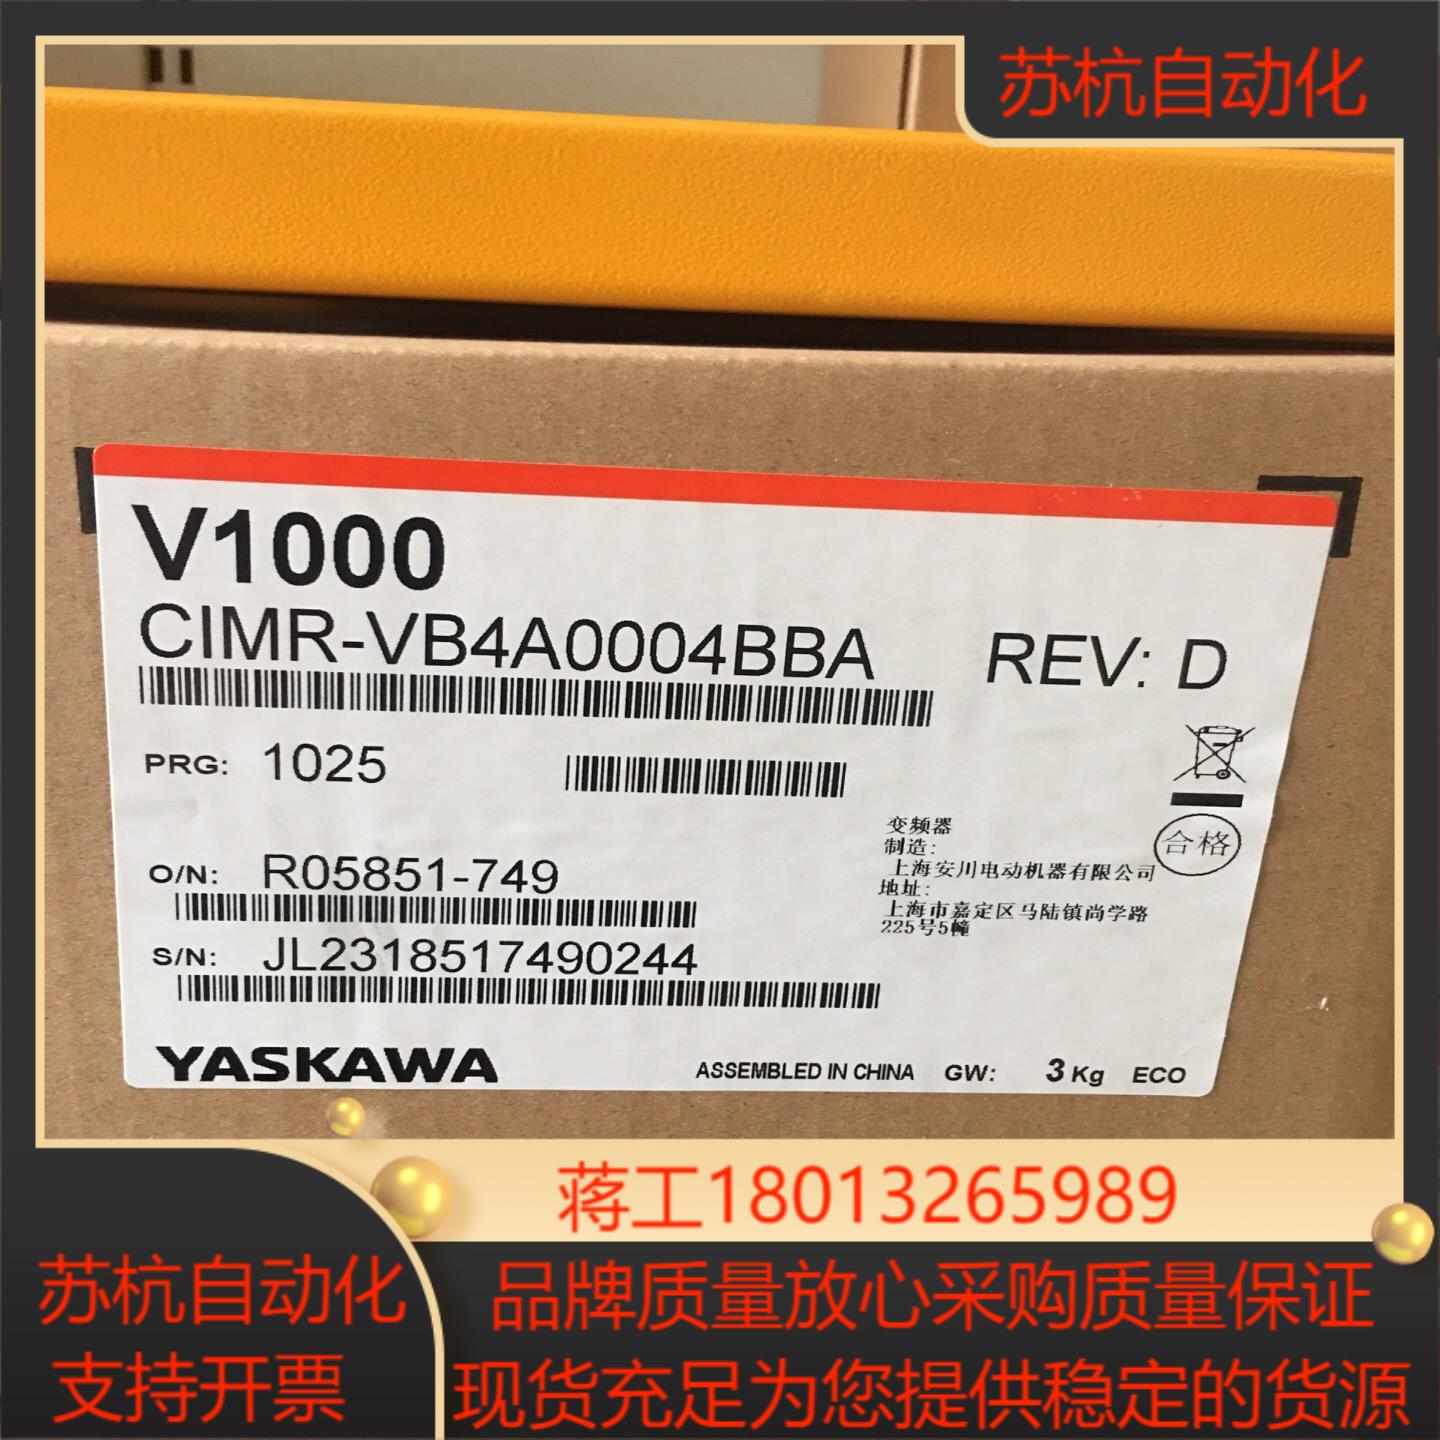 苏杭自动化
V1000
CIMR-VB4A0004BBA
REV: D
PRG: 1025
合格
变频器
制造:
上海安川电动机器有限公司
地址:
上海市嘉定区马陆镇尚学路
225号5幢
O/N: R05851-749
S/N: JL2318517490244
YASKAWA
ASSEMBLED IN CHINA GW: 3 Kg ECO
蒋工18013265989
苏杭自动化
支持开票
品牌质量放心采购质量保证
现货充足为您提供稳定的货源